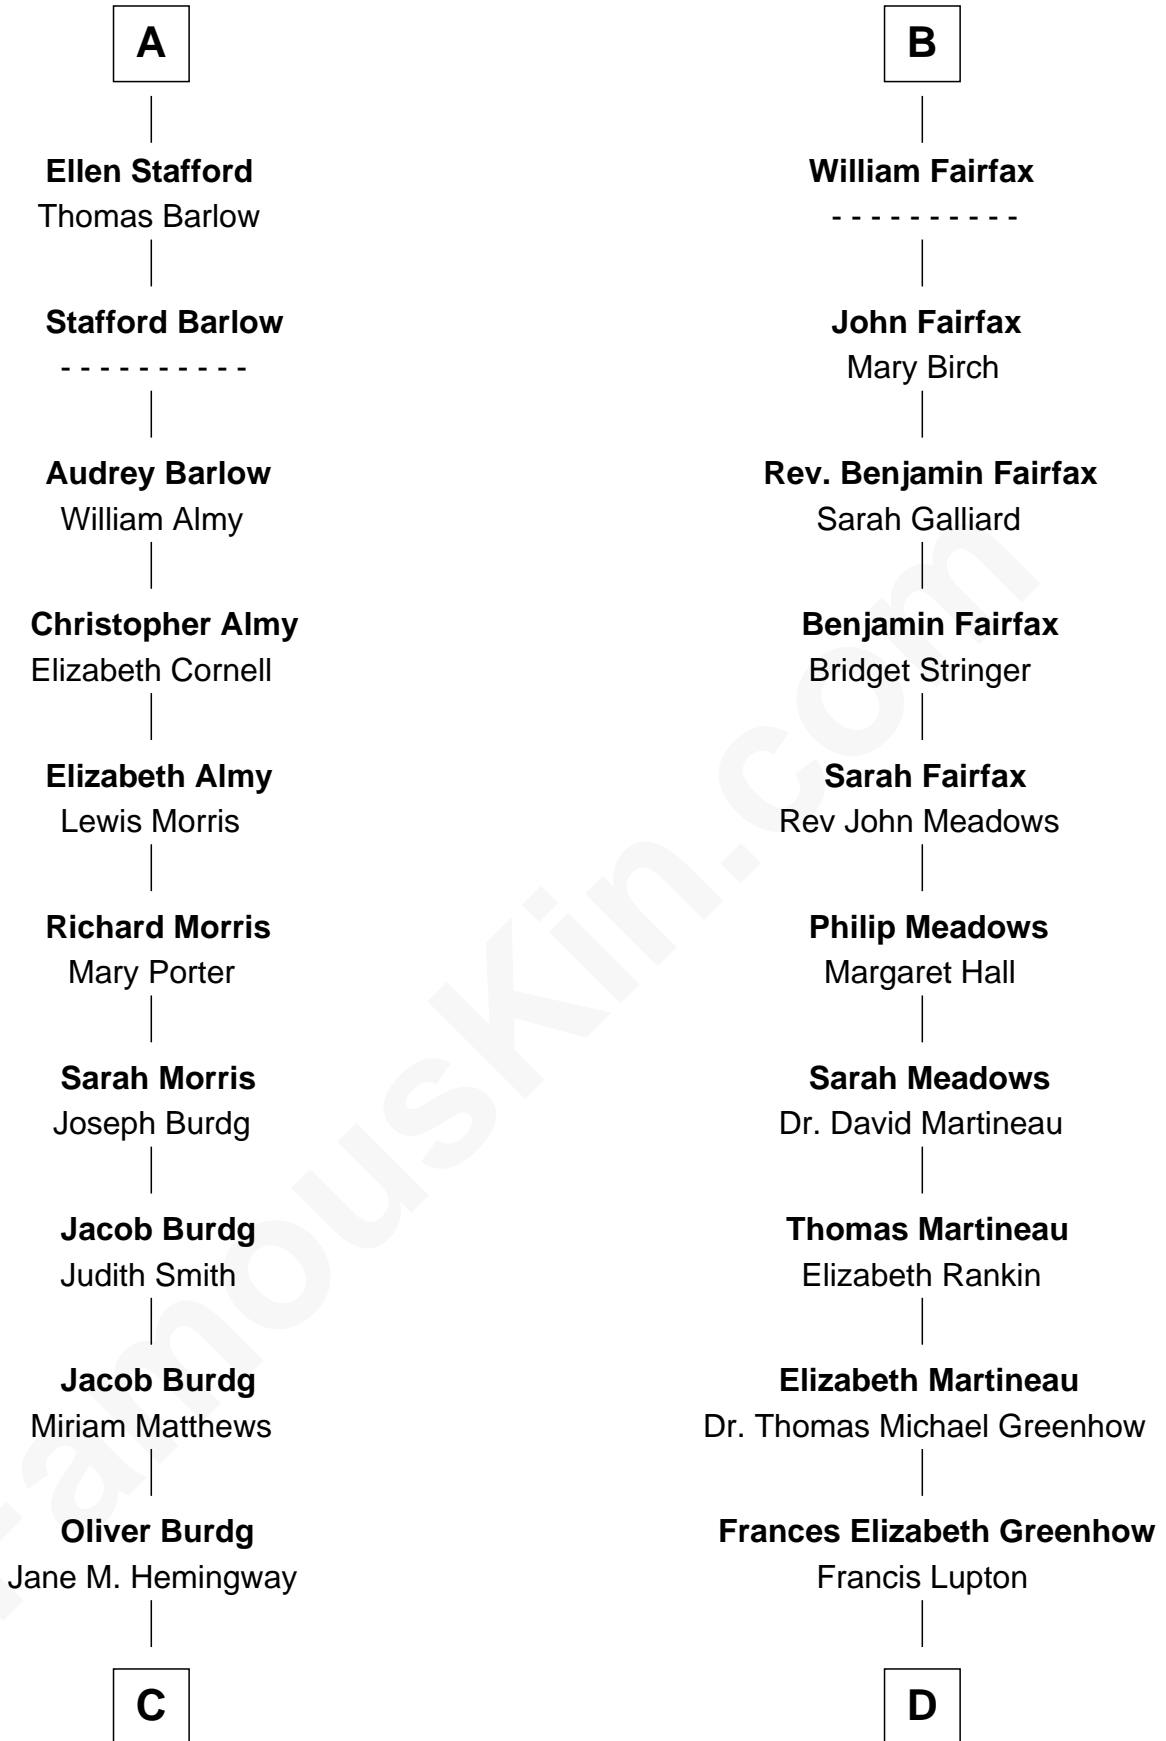 A
Ellen Stafford
Thomas Barlow
Stafford Barlow
- - - - - - - - - -
Audrey Barlow
William Almy
Christopher Almy
Elizabeth Cornell
Elizabeth Almy
Lewis Morris
Richard Morris
Mary Porter
Sarah Morris
Joseph Burdg
Jacob Burdg
Judith Smith
Jacob Burdg
Miriam Matthews
Oliver Burdg
Jane M. Hemingway
C
B
William Fairfax
- - - - - - - - - -
John Fairfax
Mary Birch
Rev. Benjamin Fairfax
Sarah Galliard
Benjamin Fairfax
Bridget Stringer
Sarah Fairfax
Rev John Meadows
Philip Meadows
Margaret Hall
Sarah Meadows
Dr. David Martineau
Thomas Martineau
Elizabeth Rankin
Elizabeth Martineau
Dr. Thomas Michael Greenhow
Frances Elizabeth Greenhow
Francis Lupton
D
FamousKin.com